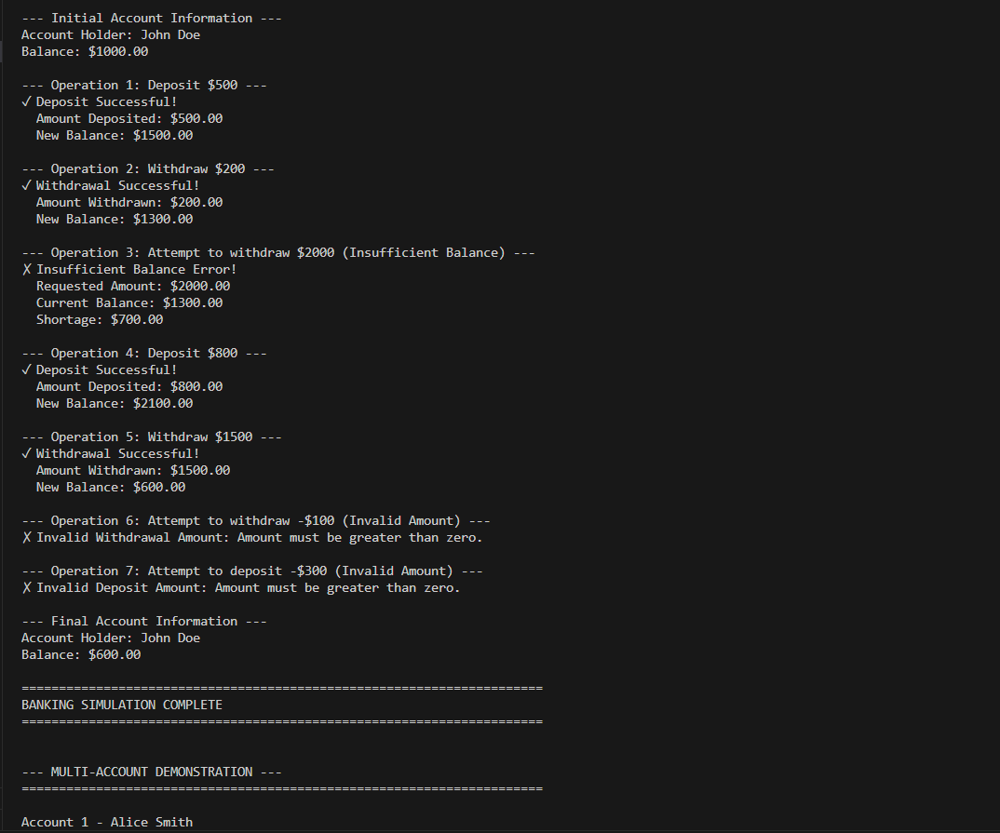 --- Initial Account Information ---
Account Holder: John Doe
Balance: $1000.00
--- Operation 1: Deposit $500 ---
✓ Deposit Successful!
Amount Deposited: $500.00
New Balance: $1500.00
--- Operation 2: Withdraw $200 ---
✓ Withdrawal Successful!
Amount Withdrawn: $200.00
New Balance: $1300.00
--- Operation 3: Attempt to withdraw $2000 (Insufficient Balance) ---
✗ Insufficient Balance Error!
Requested Amount: $2000.00
Current Balance: $1300.00
Shortage: $700.00
--- Operation 4: Deposit $800 ---
✓ Deposit Successful!
Amount Deposited: $800.00
New Balance: $2100.00
--- Operation 5: Withdraw $1500 ---
✓ Withdrawal Successful!
Amount Withdrawn: $1500.00
New Balance: $600.00
--- Operation 6: Attempt to withdraw -$100 (Invalid Amount) ---
✗ Invalid Withdrawal Amount: Amount must be greater than zero.
--- Operation 7: Attempt to deposit -$300 (Invalid Amount) ---
✗ Invalid Deposit Amount: Amount must be greater than zero.
--- Final Account Information ---
Account Holder: John Doe
Balance: $600.00
======================================================================
BANKING SIMULATION COMPLETE
======================================================================
--- MULTI-ACCOUNT DEMONSTRATION ---
======================================================================
Account 1 - Alice Smith